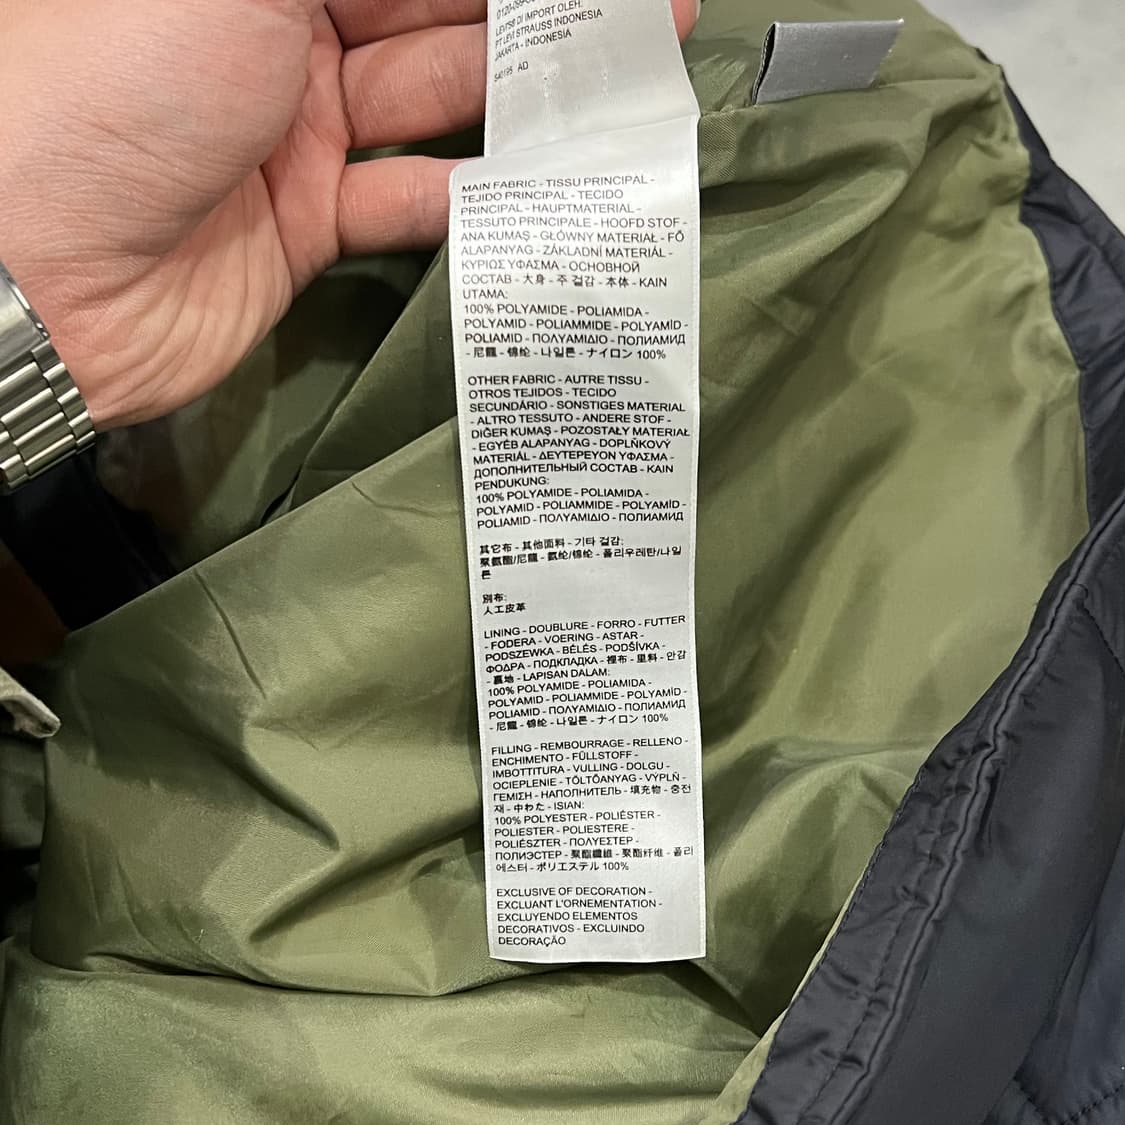 LEVI'S® DI IMPORT OLEH:
PT LEVI STRAUSS INDONESIA
JAKARTA - INDONESIA
AD
MAIN FABRIC - TISSU PRINCIPAL -
TEJIDO PRINCIPAL - TECIDO
PRINCIPAL - HAUPTMATERIAL -
TESSUTO PRINCIPALE - HOOFD STOF -
ANA KUMAŞ - GŁÓWNY MATERIAŁ - FŐ
ALAPANYAG - ZÁKLADNÍ MATERIÁL -
ΚΥΡΙΩΣ ΥΦΑΣΜΑ - ОСНОВНОЙ
СОСТАВ - 大身 - 주 겉감 - 本体 - KAIN
UTAMA:
100% POLYAMIDE - POLIAMIDA -
POLYAMID - POLIAMMIDE - POLYAMÍD -
POLIAMID - ΠΟΛΥΑΜΙΔΙΟ - ПОЛИАМИД
- 尼龍 - 锦纶 - 나일론 - ナイロン 100%
OTHER FABRIC - AUTRE TISSU -
OTROS TEJIDOS - TECIDO
SECUNDÁRIO - SONSTIGES MATERIAL
- ALTRO TESSUTO - ANDERE STOF -
DIĞER KUMAŞ - POZOSTAŁY MATERIAŁ
- EGYÉB ALAPANYAG - DOPLŇKOVÝ
MATERIÁL - ΔΕΥΤΕΡΕΥΟΝ ΥΦΑΣΜΑ -
ДОПОЛНИТЕЛЬНЫЙ СОСТАВ - KAIN
PENDUKUNG:
100% POLYAMIDE - POLIAMIDA -
POLYAMID - POLIAMMIDE - POLYAMÍD -
POLIAMID - ΠΟΛΥΑΜΙΔΙΟ - ПОЛИАМИД
其它布 - 其他面料 - 기타 겉감:
聚氨酯/尼龍 - 氨纶/锦纶 - 폴리우레탄/나일
론
別布:
人工皮革
LINING - DOUBLURE - FORRO - FUTTER
- FODERA - VOERING - ASTAR -
PODSZEWKA - BÉLÉS - PODŠÍVKA -
ΦΟΔΡΑ - ПОДКЛАДКА - 裡布 - 里料 - 안감
- 裏地 - LAPISAN DALAM:
100% POLYAMIDE - POLIAMIDA -
POLYAMID - POLIAMMIDE - POLYAMÍD -
POLIAMID - ΠΟΛΥΑΜΙΔΙΟ - ПОЛИАМИД
- 尼龍 - 锦纶 - 나일론 - ナイロン 100%
FILLING - REMBOURRAGE - RELLENO -
ENCHIMENTO - FÜLLSTOFF -
IMBOTTITURA - VULLING - DOLGU -
OCIEPLENIE - TÖLTŐANYAG - VÝPLŇ -
ΓΕΜΙΣΗ - НАПОЛНИТЕЛЬ - 填充物 - 충전
재 - 中わた - ISIAN:
100% POLYESTER - POLIÉSTER -
POLIESTER - POLIESTERE -
POLIÉSZTER - ΠΟΛΥΕΣΤΕΡ -
ПОЛИЭСТЕР - 聚酯纖維 - 聚酯纤维 - 폴리
에스터 - ポリエステル 100%
EXCLUSIVE OF DECORATION -
EXCLUANT L'ORNEMENTATION -
EXCLUYENDO ELEMENTOS
DECORATIVOS - EXCLUINDO
DECORAÇÃO